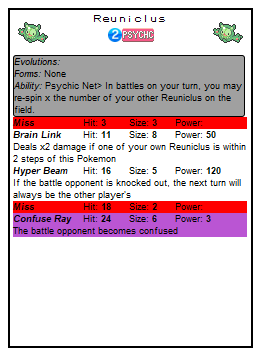 Reuniclus
2 PSYCHC
Evolutions:
Forms: None
Ability: Psychic Net> In battles on your turn, you may
re-spin x the number of your other Reuniclus on the
field.
Miss Hit: 3 Size: 3 Power:
Brain Link Hit: 11 Size: 8 Power: 50
Deals x2 damage if one of your own Reuniclus is within
2 steps of this Pokemon
Hyper Beam Hit: 16 Size: 5 Power: 120
If the battle opponent is knocked out, the next turn will
always be the other player's
Miss Hit: 18 Size: 2 Power:
Confuse Ray Hit: 24 Size: 6 Power: 3
The battle opponent becomes confused